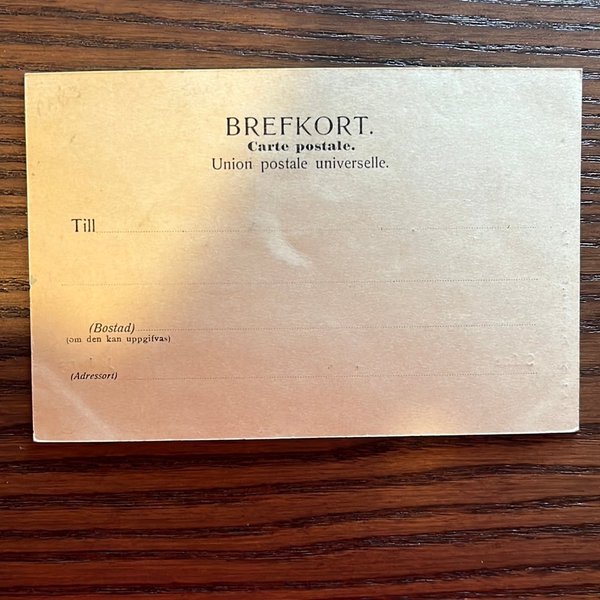 BREFKORT.
Carte postale.
Union postale universelle.
Till
(Bostad)
(om den kan uppgifvas)
(Adressort)